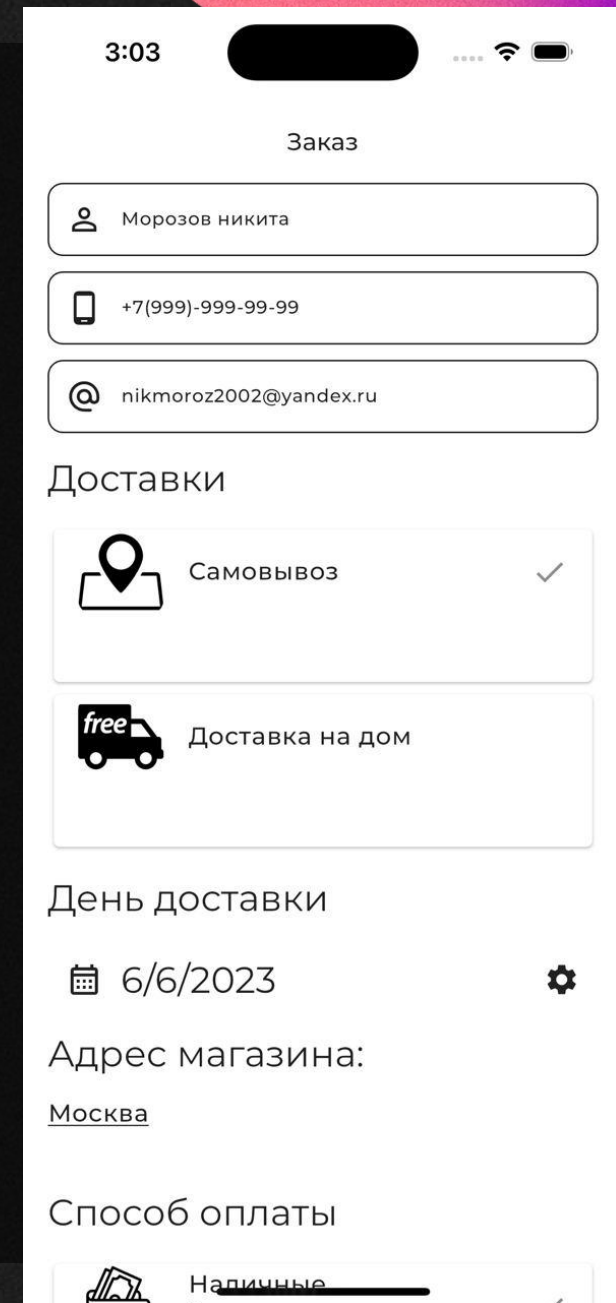 3:03
Заказ
Морозов никита
+7(999)-999-99-99
nikmoroz2002@yandex.ru
Доставки
Самовывоз
free
Доставка на дом
День доставки
6/6/2023
Адрес магазина:
Москва
Способ оплаты
Наличные